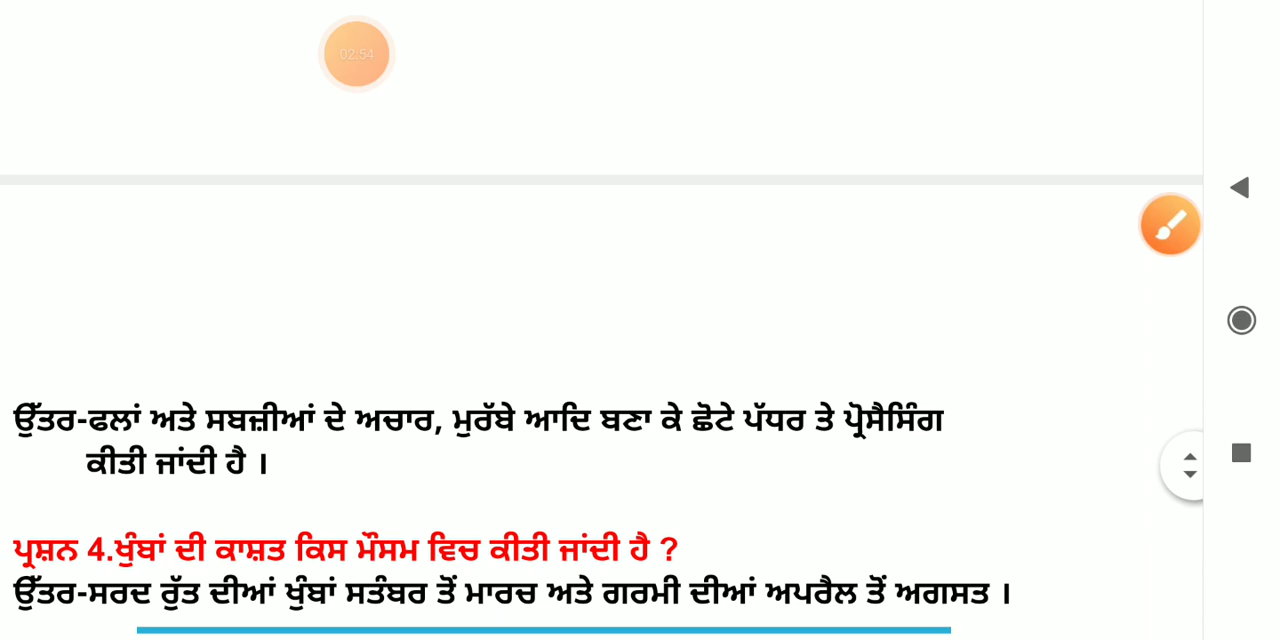 02:54
ਉੱਤਰ-ਫਲਾਂ ਅਤੇ ਸਬਜ਼ੀਆਂ ਦੇ ਅਚਾਰ, ਮੁਰੱਬੇ ਆਦਿ ਬਣਾ ਕੇ ਛੋਟੇ ਪੱਧਰ ਤੇ ਪ੍ਰੋਸੈਸਿੰਗ
ਕੀਤੀ ਜਾਂਦੀ ਹੈ ।
ਪ੍ਰਸ਼ਨ 4.ਖੁੰਬਾਂ ਦੀ ਕਾਸ਼ਤ ਕਿਸ ਮੌਸਮ ਵਿਚ ਕੀਤੀ ਜਾਂਦੀ ਹੈ ?
ਉੱਤਰ-ਸਰਦ ਰੁੱਤ ਦੀਆਂ ਖੁੰਬਾਂ ਸਤੰਬਰ ਤੋਂ ਮਾਰਚ ਅਤੇ ਗਰਮੀ ਦੀਆਂ ਅਪਰੈਲ ਤੋਂ ਅਗਸਤ ।